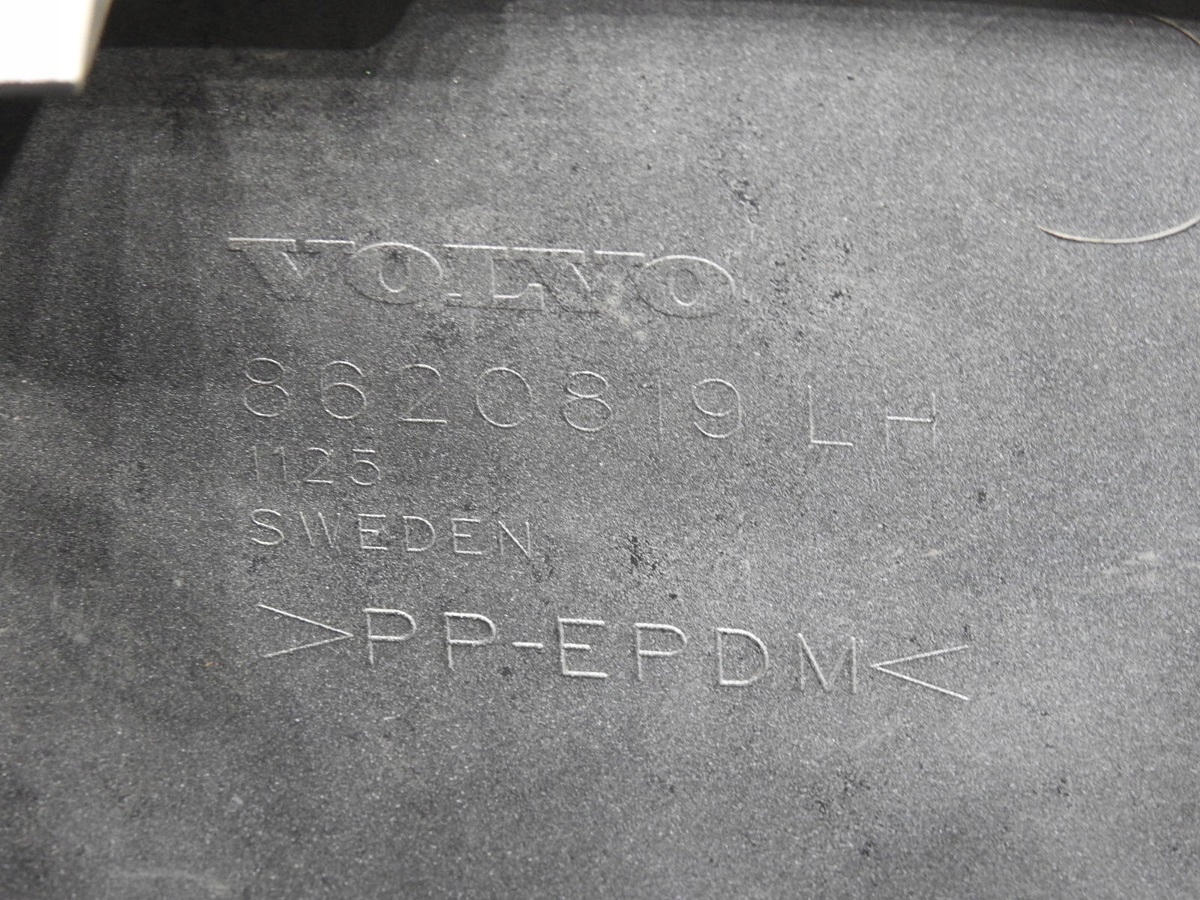 VOLVO
8620819 LH
1125
SWEDEN
>PP-EPDM<